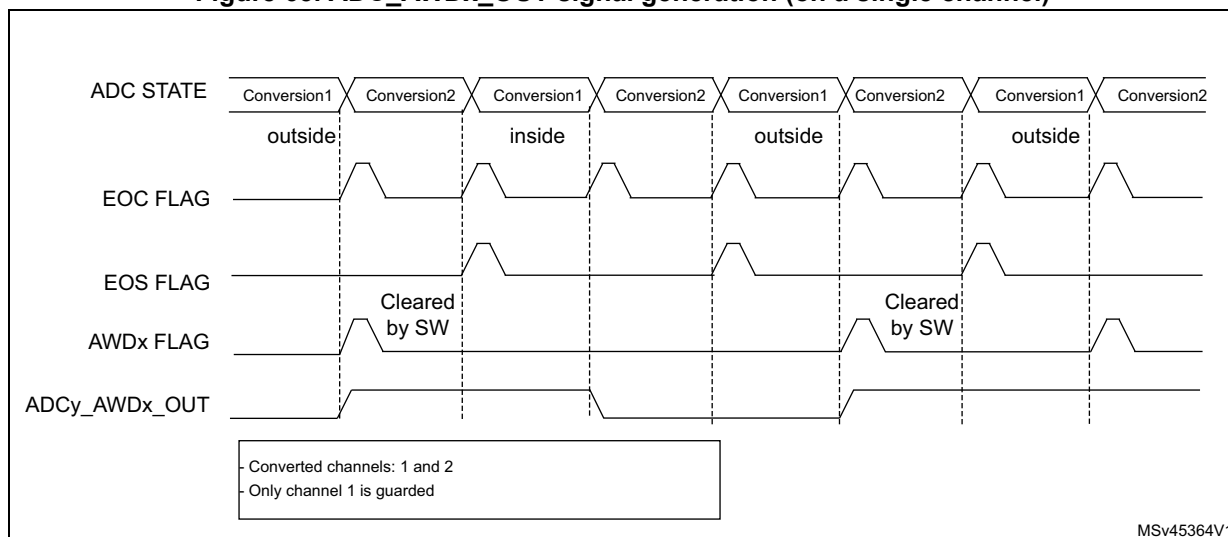 ADC STATE Conversion1 Conversion2 Conversion1 Conversion2 Conversion1 Conversion2 Conversion1 Conversion2
outside inside outside outside
EOC FLAG
EOS FLAG
Cleared by SW
Cleared by SW
AWDx FLAG
ADCy_AWDx_OUT
- Converted channels: 1 and 2
- Only channel 1 is guarded
MSv45364V1